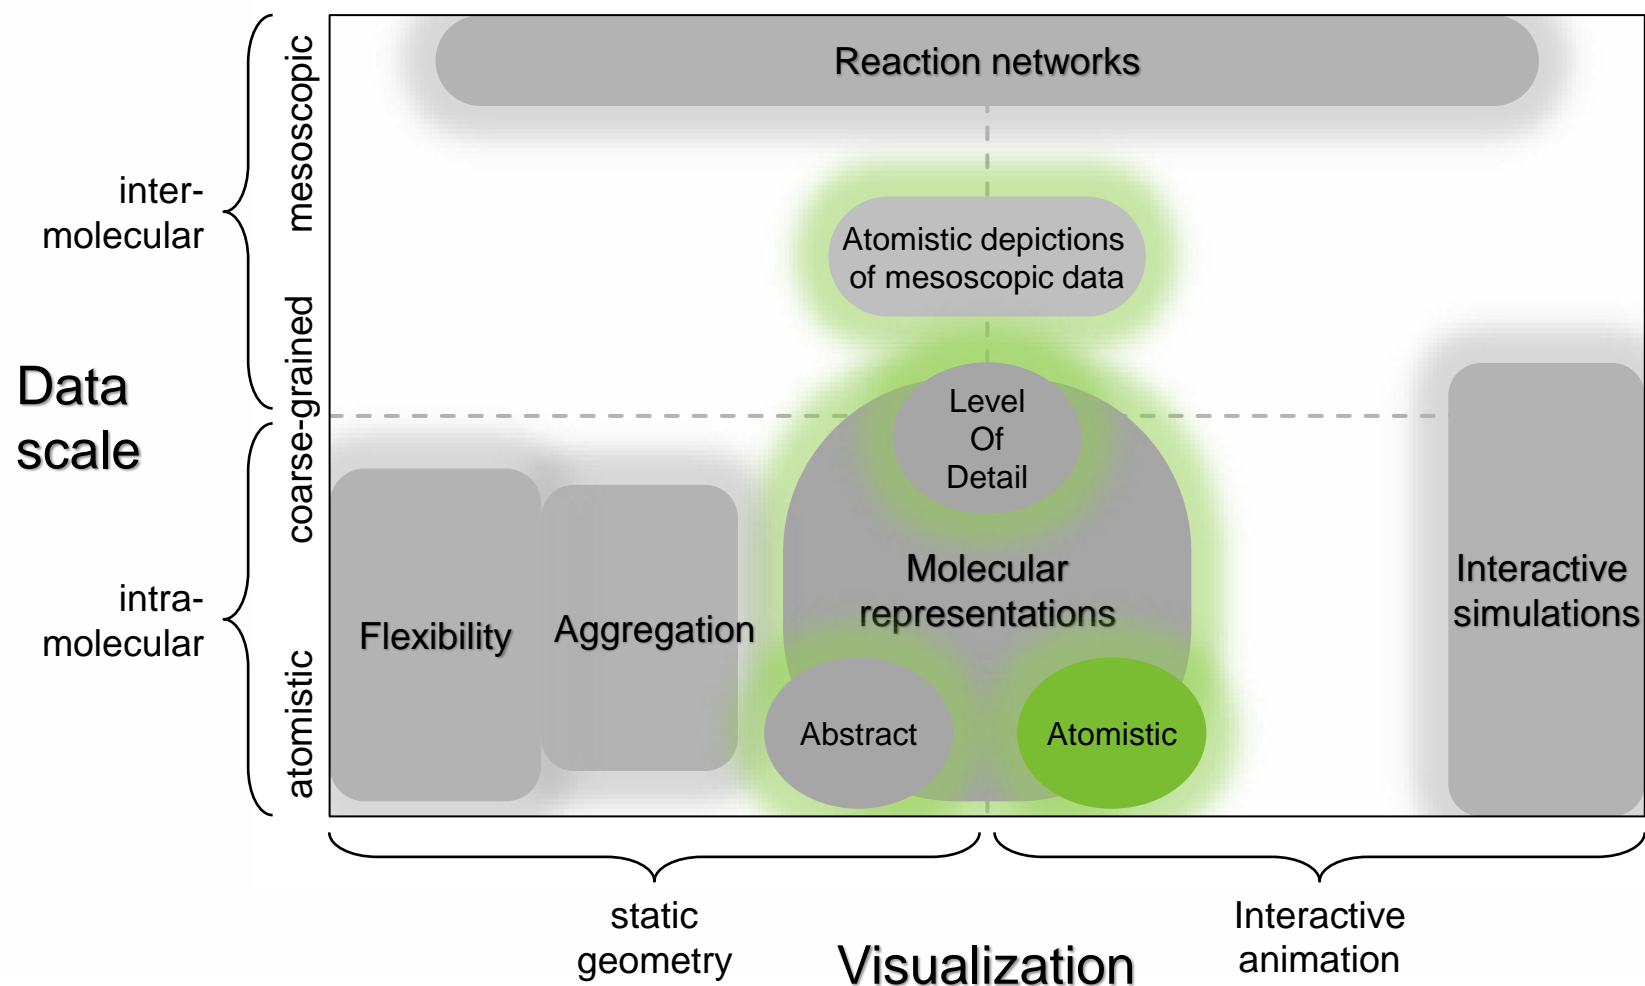 Reaction networks
mesoscopic
inter-
molecular
Atomistic depictions
of mesoscopic data
coarse-grained
Data
scale
Level
Of
Detail
Molecular
representations
Interactive
simulations
Flexibility
Aggregation
intra-
molecular
atomistic
Abstract
Atomistic
static
geometry
Interactive
animation
Visualization